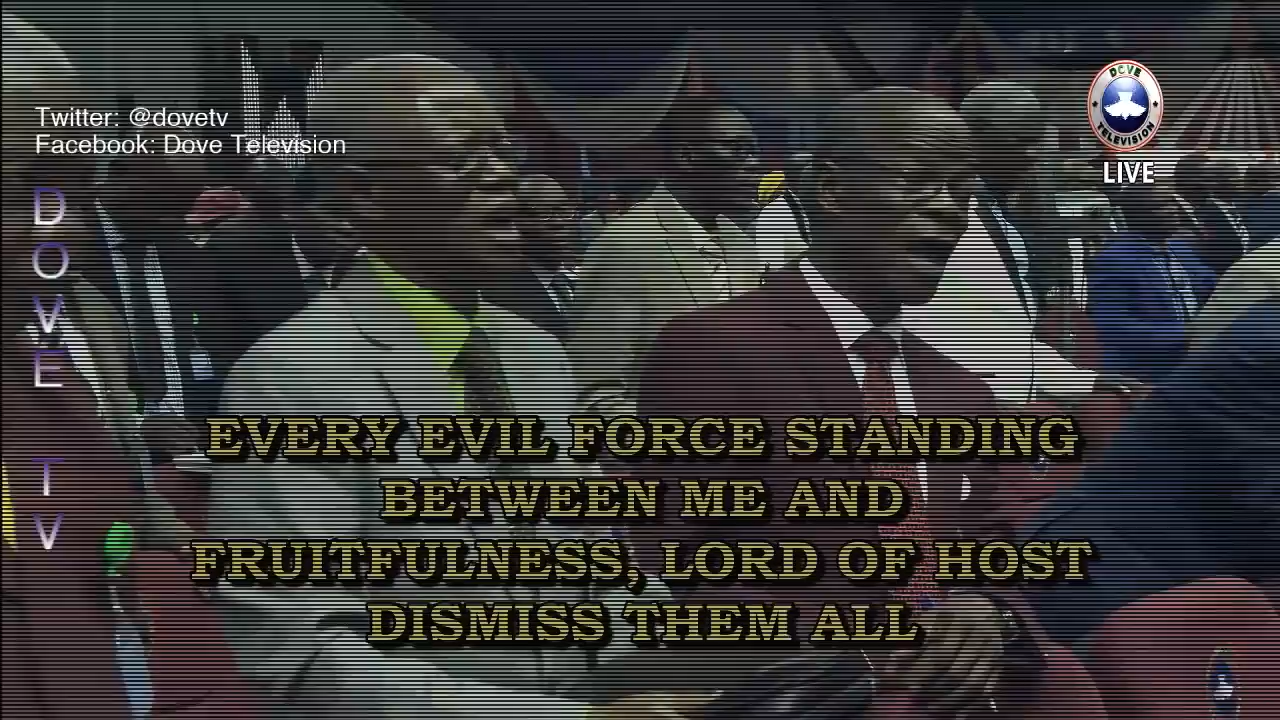 Twitter: @dovetv
Facebook: Dove Television
DOVE
TELEVISION
LIVE
DOVE TV
EVERY EVIL FORCE STANDING
BETWEEN ME AND
FRUITFULNESS, LORD OF HOST
DISMISS THEM ALL